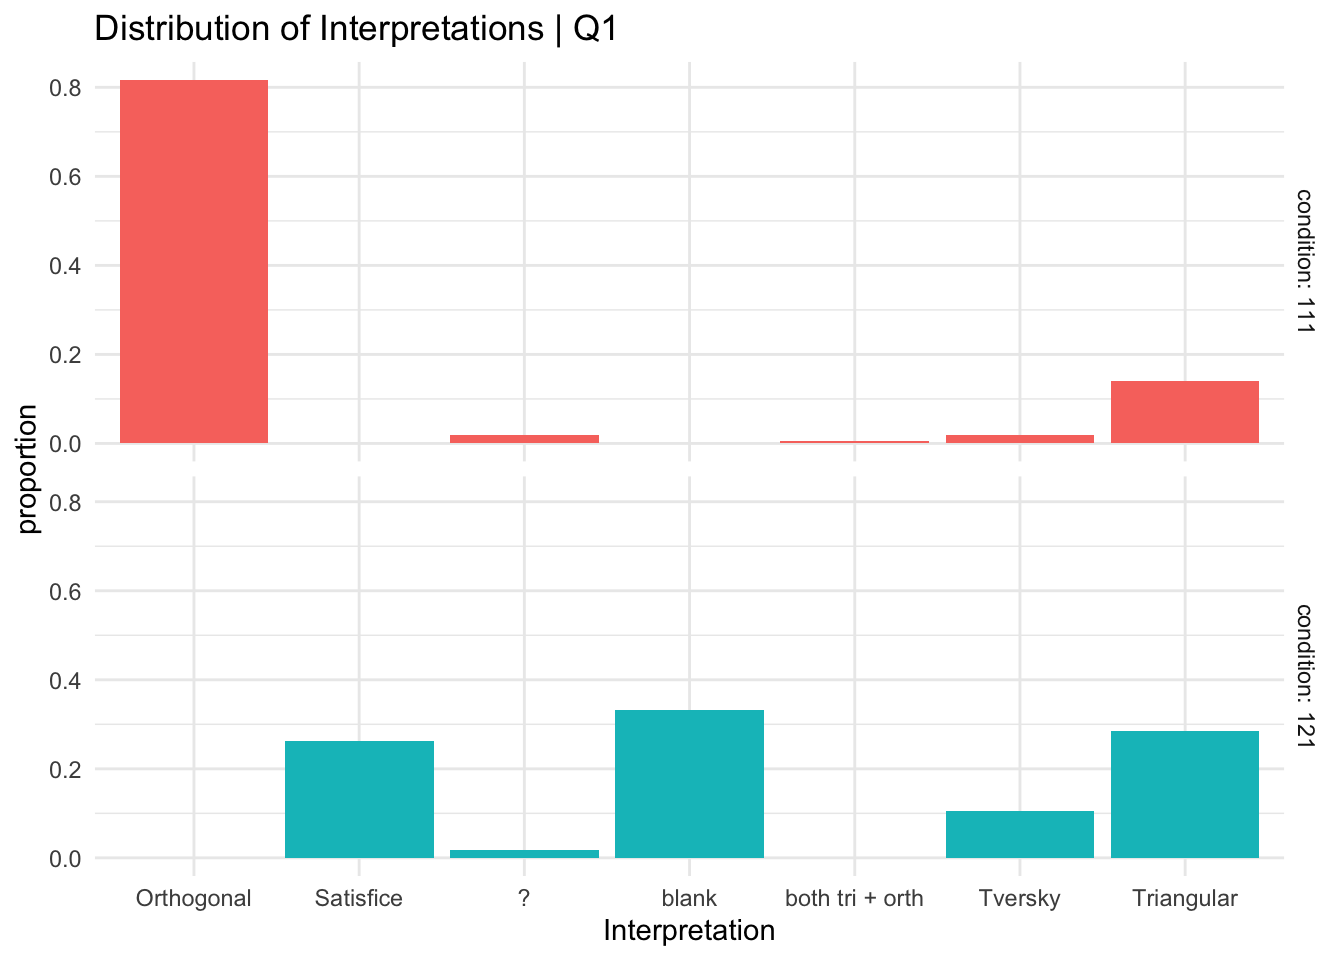 Distribution of Interpretations | Q1
0.8
0.6
0.4
0.2
0.0
condition: 111
proportion
0.8
0.6
0.4
0.2
0.0
condition: 121
Orthogonal Satisfice ? blank both tri + orth Tversky Triangular
Interpretation